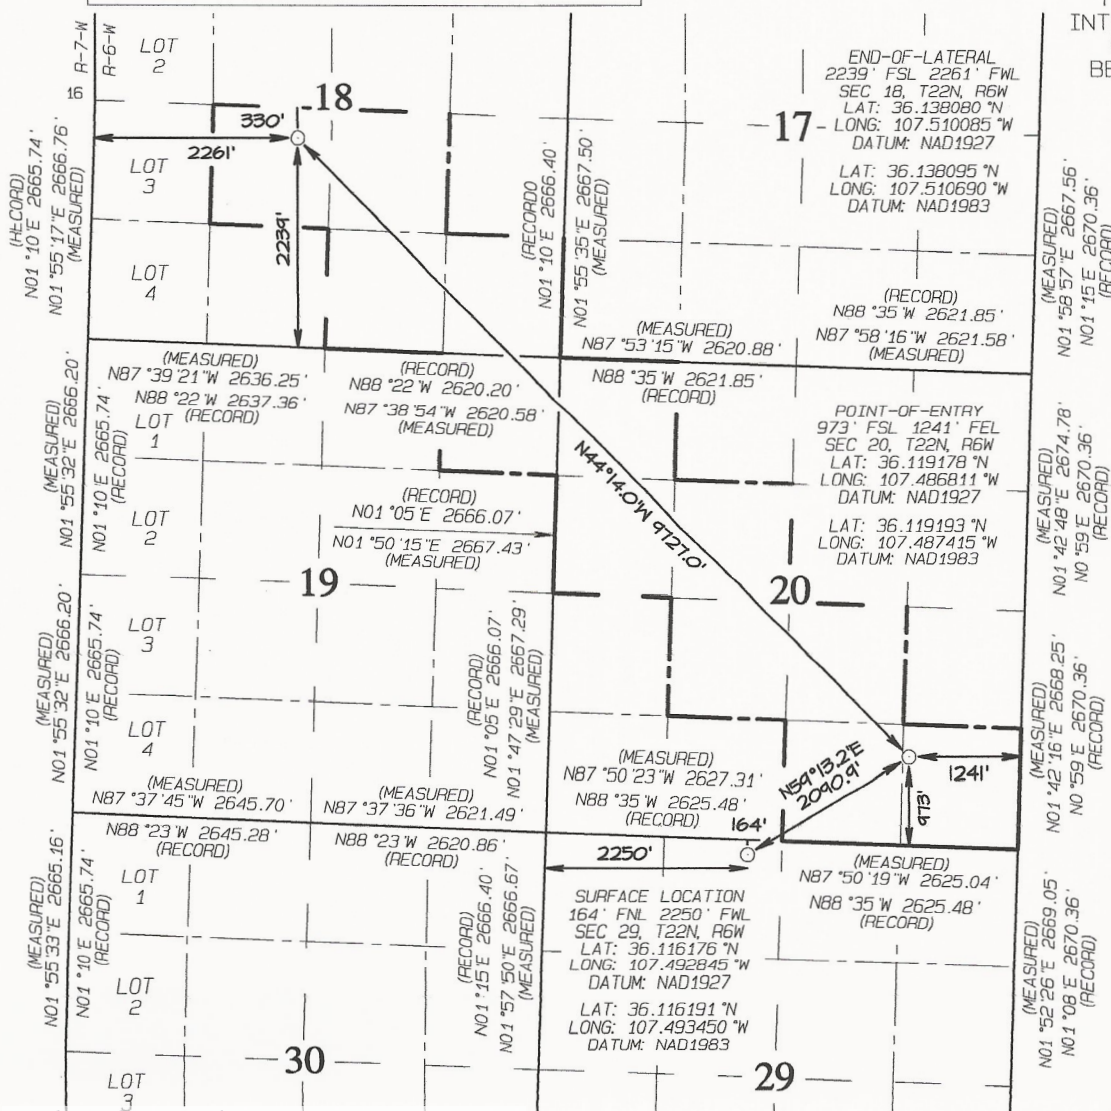 INT
BE
R-7-W
R-6-W
LOT
2
16
18
330'
2261'
2239'
LOT
3
LOT
4
17
END-OF-LATERAL
2239' FSL 2261' FWL
SEC 18, T22N, R6W
LAT: 36.138080 °N
LONG: 107.510085 °W
DATUM: NAD1927
LAT: 36.138095 °N
LONG: 107.510690 °W
DATUM: NAD1983
(RECORD)
N01 °10'E 2665.74'
N01 °55'17"E 2666.76'
(MEASURED)
(RECORDO
N01 °10'E 2666.40'
N01 °55'35"E 2667.50'
(MEASURED)
(MEASURED)
N01 °58'57"E 2667.56'
N01 °15'E 2670.36'
(RECORD)
(MEASURED)
N87 °39'21"W 2636.25'
N88 °22'W 2637.36'
(RECORD)
(RECORD)
N88 °22'W 2620.20'
N87 °38'54"W 2620.58'
(MEASURED)
(MEASURED)
N87 °53'15"W 2620.88'
N88 °35'W 2621.85'
(RECORD)
(RECORD)
N88 °35'W 2621.85'
N87 °58'16"W 2621.58'
(MEASURED)
(MEASURED)
N01 °55'32"E 2666.20'
N01 °10'E 2665.74'
(RECORD)
LOT
1
LOT
2
(RECORD)
N01 °05'E 2666.07'
N01 °50'15"E 2667.43'
(MEASURED)
N44°14.0'W 9727.0'
POINT-OF-ENTRY
973' FSL 1241' FEL
SEC 20, T22N, R6W
LAT: 36.119178 °N
LONG: 107.486811 °W
DATUM: NAD1927
LAT: 36.119193 °N
LONG: 107.487415 °W
DATUM: NAD1983
(MEASURED)
N01 °42'48"E 2674.78'
N0 °59'E 2670.36'
(RECORD)
19
20
LOT
3
LOT
4
(MEASURED)
N01 °55'32"E 2666.20'
N01 °10'E 2665.74'
(RECORD)
(RECORD)
N01 °05'E 2666.07'
N01 °47'29"E 2667.29'
(MEASURED)
(MEASURED)
N01 °42'16"E 2668.25'
N0 °59'E 2670.36'
(RECORD)
N59°13.2'E
2090.9'
1241'
973'
164'
2250'
(MEASURED)
N87 °37'45"W 2645.70'
N88 °23'W 2645.28'
(RECORD)
(MEASURED)
N87 °37'36"W 2621.49'
N88 °23'W 2620.86'
(RECORD)
(MEASURED)
N87 °50'23"W 2627.31'
N88 °35'W 2625.48'
(RECORD)
(MEASURED)
N87 °50'19"W 2625.04'
N88 °35'W 2625.48'
(RECORD)
(MEASURED)
N01 °55'33"E 2665.16'
N01 °10'E 2665.74'
(RECORD)
LOT
1
LOT
2
LOT
3
30
(RECORD)
N01 °15'E 2666.40'
N01 °57'50"E 2666.67'
(MEASURED)
SURFACE LOCATION
164' FNL 2250' FWL
SEC 29, T22N, R6W
LAT: 36.116176 °N
LONG: 107.492845 °W
DATUM: NAD1927
LAT: 36.116191 °N
LONG: 107.493450 °W
DATUM: NAD1983
29
(MEASURED)
N01 °52'26"E 2669.05'
N01 °08'E 2670.36'
(RECORD)